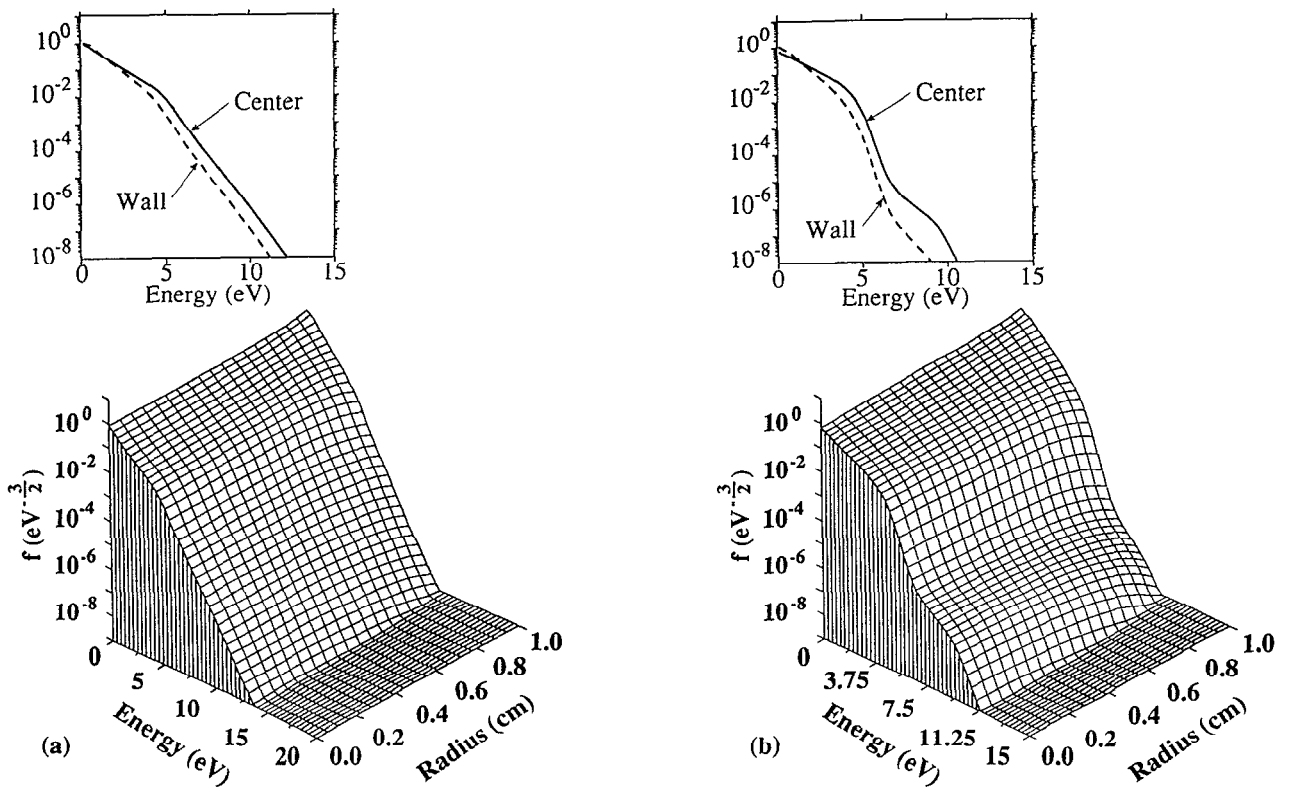 10^0
10^-2
10^-4
10^-6
10^-8
Center
Wall
0 5 10 15
Energy (eV)
10^0
10^-2
10^-4
10^-6
10^-8
Center
Wall
0 5 10 15
Energy (eV)
f (eV^-3/2)
10^0
10^-2
10^-4
10^-6
10^-8
0
5
10
15
20
Energy (eV)
0.0
0.2
0.4
0.6
0.8
1.0
Radius (cm)
(a)
f (eV^-3/2)
10^0
10^-2
10^-4
10^-6
10^-8
0
3.75
7.5
11.25
15
Energy (eV)
0.0
0.2
0.4
0.6
0.8
1.0
Radius (cm)
(b)